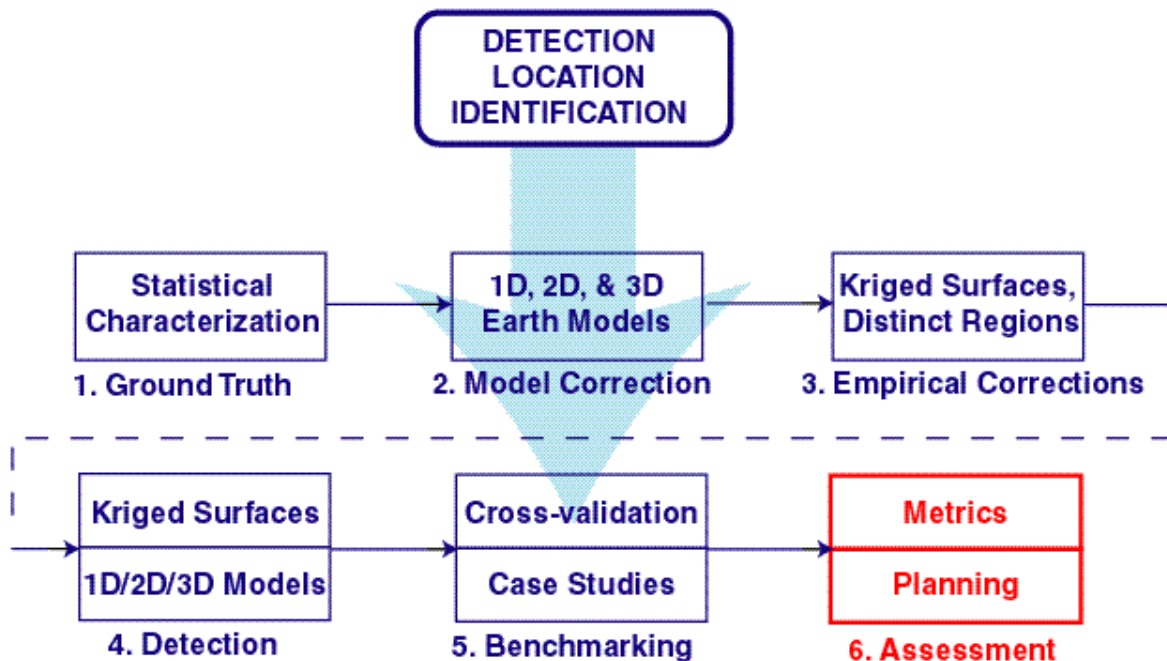 DETECTION
LOCATION
IDENTIFICATION
Statistical
Characterization
1. Ground Truth
1D, 2D, & 3D
Earth Models
2. Model Correction
Kriged Surfaces,
Distinct Regions
3. Empirical Corrections
Kriged Surfaces
1D/2D/3D Models
4. Detection
Cross-validation
Case Studies
5. Benchmarking
Metrics
Planning
6. Assessment